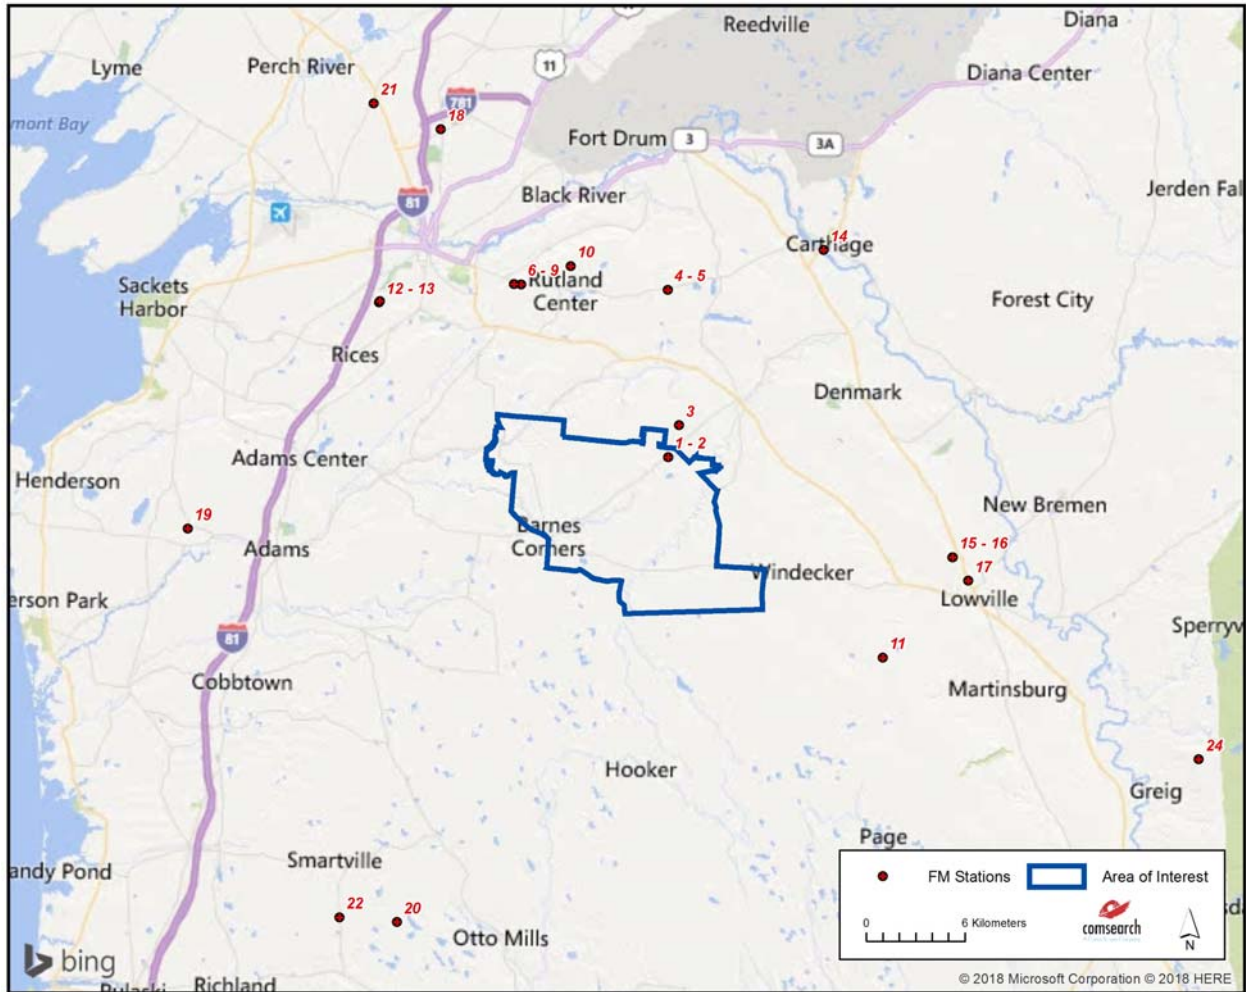 Reedville
Diana
11
Lyme
Perch River
Diana Center
21
781
mont Bay
18
Fort Drum
3
3A
Black River
Jerden Fal
81
14
Carthage
10
6 - 9
4 - 5
Rutland
Center
12 - 13
Sackets
Harbor
Forest City
Rices
Denmark
3
1 - 2
Adams Center
Henderson
New Bremen
19
Barnes
Corners
Adams
15 - 16
17
Windecker
Lowville
erson Park
Sperryv
81
11
Cobbtown
Martinsburg
24
Hooker
Greig
Page
Smartville
andy Pond
FM Stations
Area of Interest
22
20
0
6 Kilometers
comsearch
N
Otto Mills
bing
© 2018 Microsoft Corporation © 2018 HERE
Pulaski
Richland